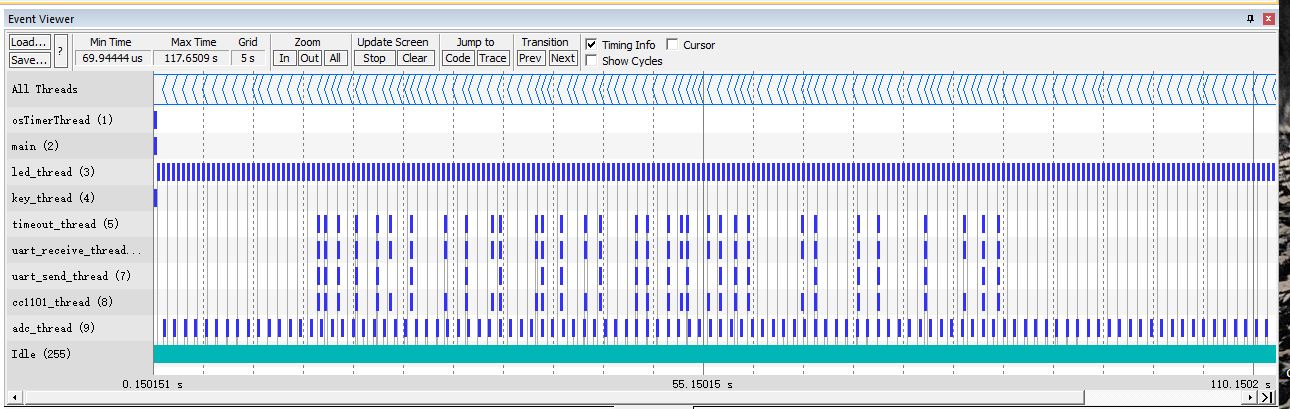 Event Viewer
Load... Min Time Max Time Grid Zoom Update Screen Jump to Transition Timing Info Cursor
Save... ? 69.94444 us 117.6509 s 5 s In Out All Stop Clear Code Trace Prev Next Show Cycles
All Threads
osTimerThread (1)
main (2)
led_thread (3)
key_thread (4)
timeout_thread (5)
uart_receive_thread...
uart_send_thread (7)
cc1101_thread (8)
adc_thread (9)
Idle (255)
0.150151 s 55.15015 s 110.1502 s